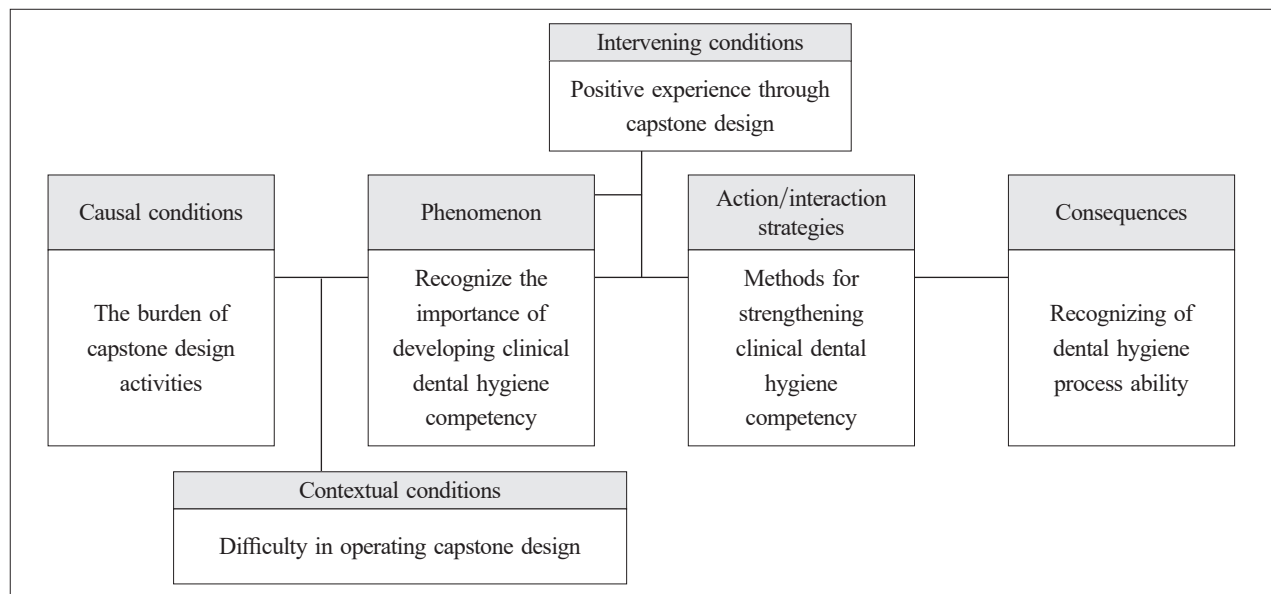 Intervening conditions
Positive experience through
capstone design
Causal conditions
The burden of
capstone design
activities
Phenomenon
Recognize the
importance of
developing clinical
dental hygiene
competency
Action/interaction
strategies
Methods for
strengthening
clinical dental
hygiene
competency
Consequences
Recognizing of
dental hygiene
process ability
Contextual conditions
Difficulty in operating capstone design